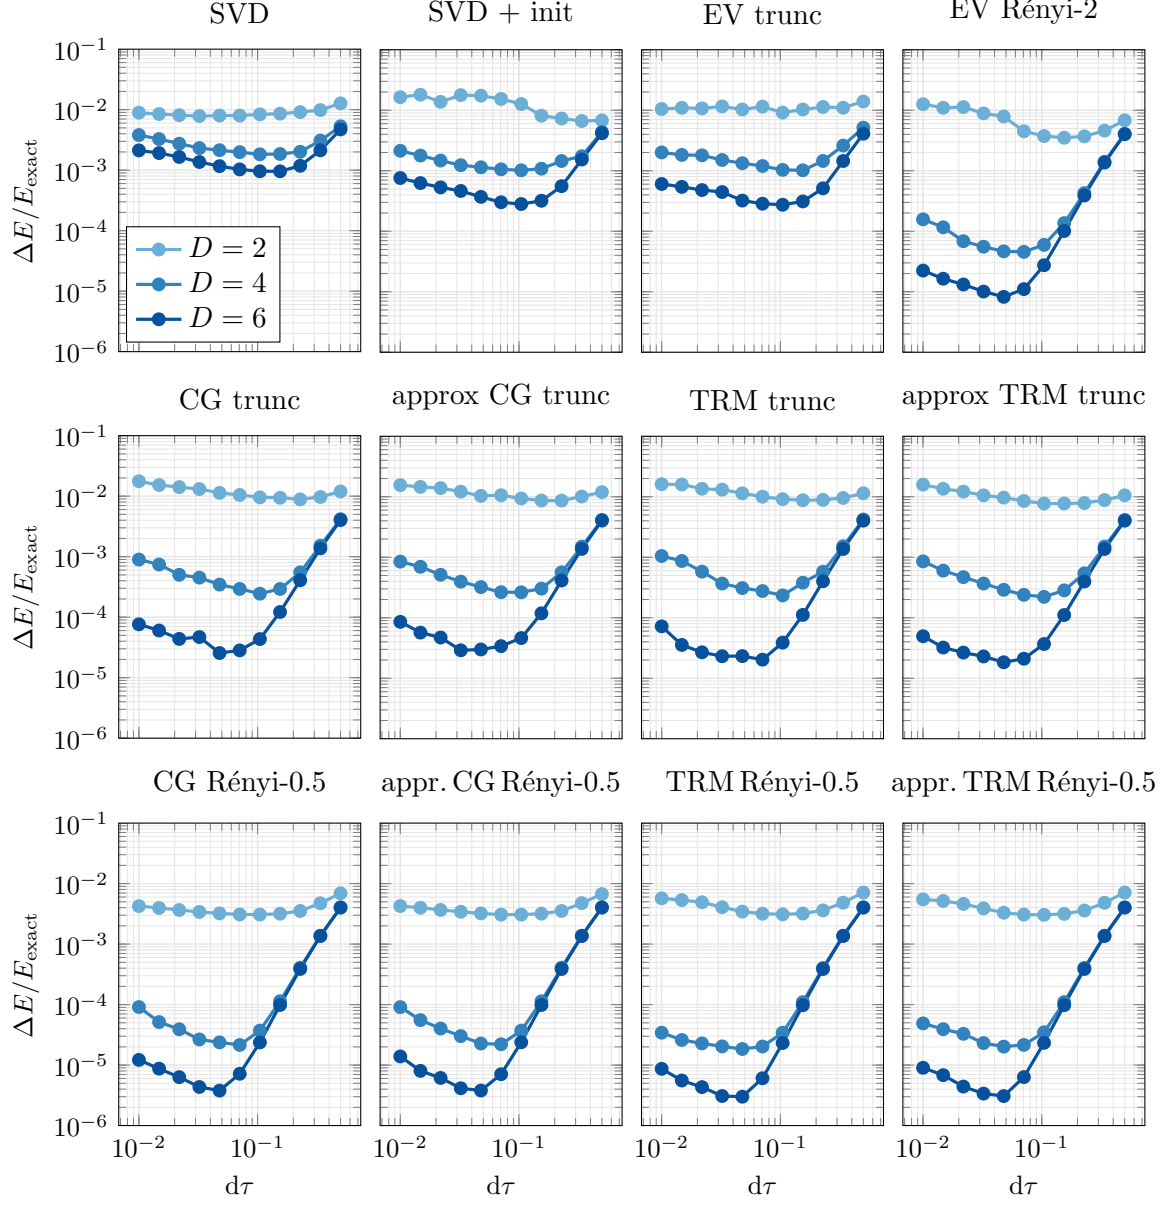 SVD
SVD + init
EV trunc
EV Rényi-2
10⁻¹
10⁻²
10⁻³
10⁻⁴
10⁻⁵
10⁻⁶
ΔE/E_exact
D = 2
D = 4
D = 6
CG trunc
approx CG trunc
TRM trunc
approx TRM trunc
10⁻¹
10⁻²
10⁻³
10⁻⁴
10⁻⁵
10⁻⁶
ΔE/E_exact
CG Rényi-0.5
appr. CG Rényi-0.5
TRM Rényi-0.5
appr. TRM Rényi-0.5
10⁻¹
10⁻²
10⁻³
10⁻⁴
10⁻⁵
10⁻⁶
ΔE/E_exact
10⁻² 10⁻¹
10⁻² 10⁻¹
10⁻² 10⁻¹
10⁻² 10⁻¹
dτ
dτ
dτ
dτ